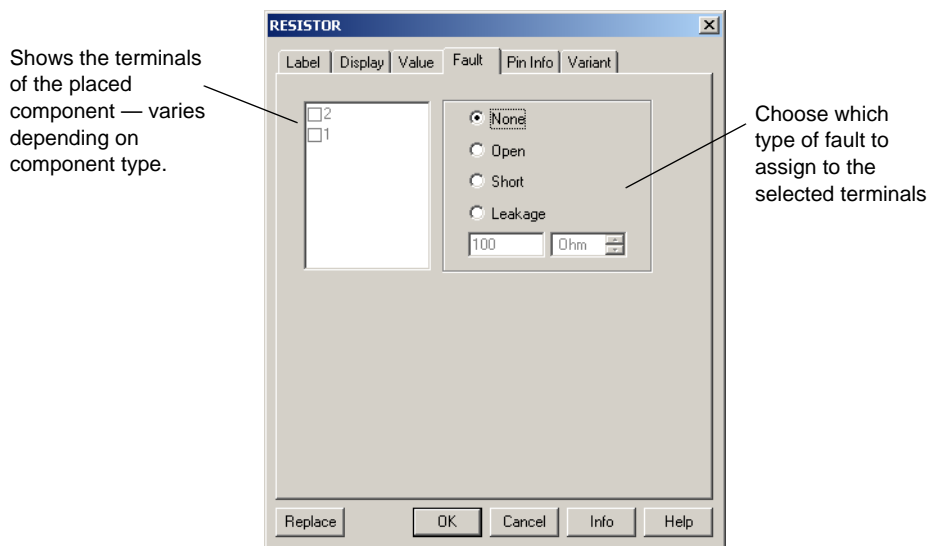 RESISTOR
Label Display Value Fault Pin Info Variant
Shows the terminals
of the placed
component — varies
depending on
component type.
2
1
None
Open
Short
Leakage
100 Ohm
Choose which
type of fault to
assign to the
selected terminals
Replace OK Cancel Info Help